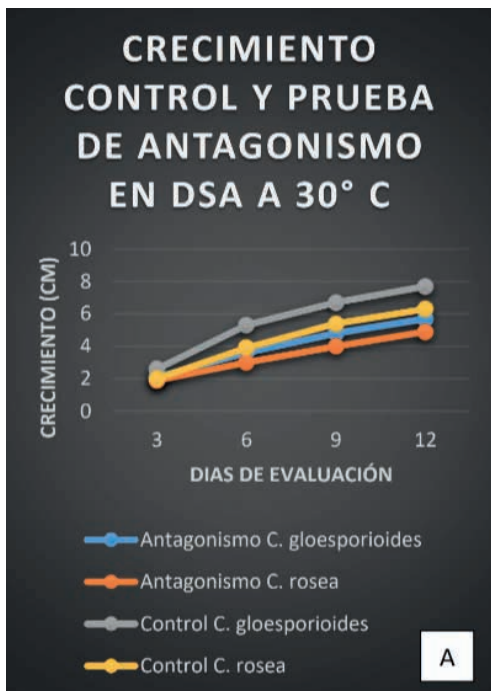 CRECIMIENTO
CONTROL Y PRUEBA
DE ANTAGONISMO
EN DSA A 30° C
CRECIMIENTO (CM)
10
8
6
4
2
0
3 6 9 12
DIAS DE EVALUACIÓN
Antagonismo C. gloesporioides
Antagonismo C. rosea
Control C. gloesporioides
Control C. rosea
A